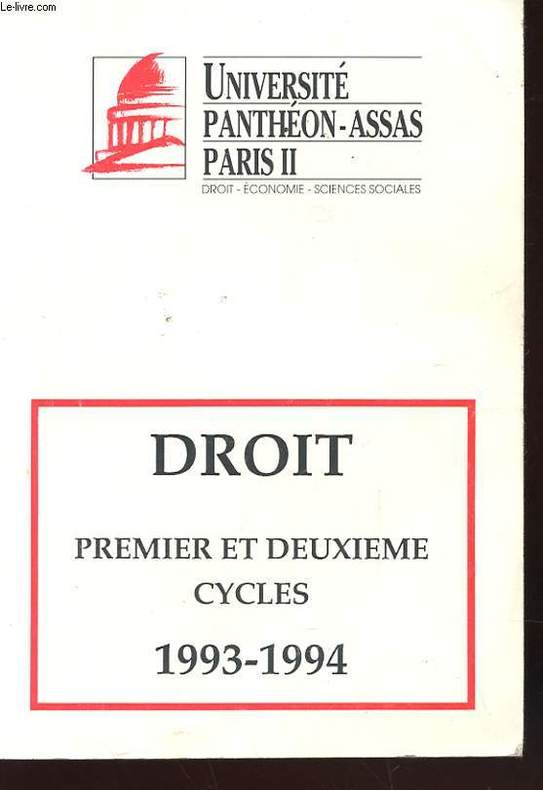 Le-livre.com
UNIVERSITÉ
PANTHÉON-ASSAS
PARIS II
DROIT - ÉCONOMIE - SCIENCES SOCIALES
DROIT
PREMIER ET DEUXIEME
CYCLES
1993-1994